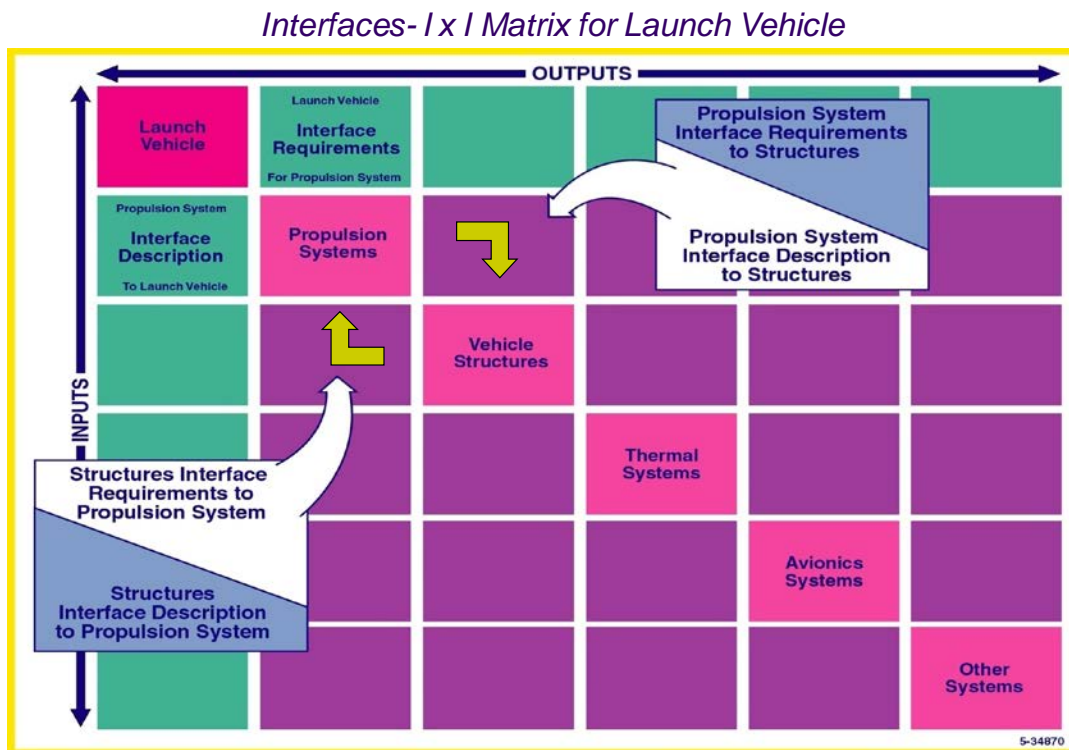 Interfaces- I x I Matrix for Launch Vehicle
OUTPUTS
INPUTS
Launch
Vehicle
Launch Vehicle
Interface
Requirements
For Propulsion System
Propulsion System
Interface Requirements
to Structures
Propulsion System
Interface Description
to Structures
Propulsion System
Interface
Description
To Launch Vehicle
Propulsion
Systems
Vehicle
Structures
Structures Interface
Requirements to
Propulsion System
Structures
Interface Description
to Propulsion System
Thermal
Systems
Avionics
Systems
Other
Systems
5-34870